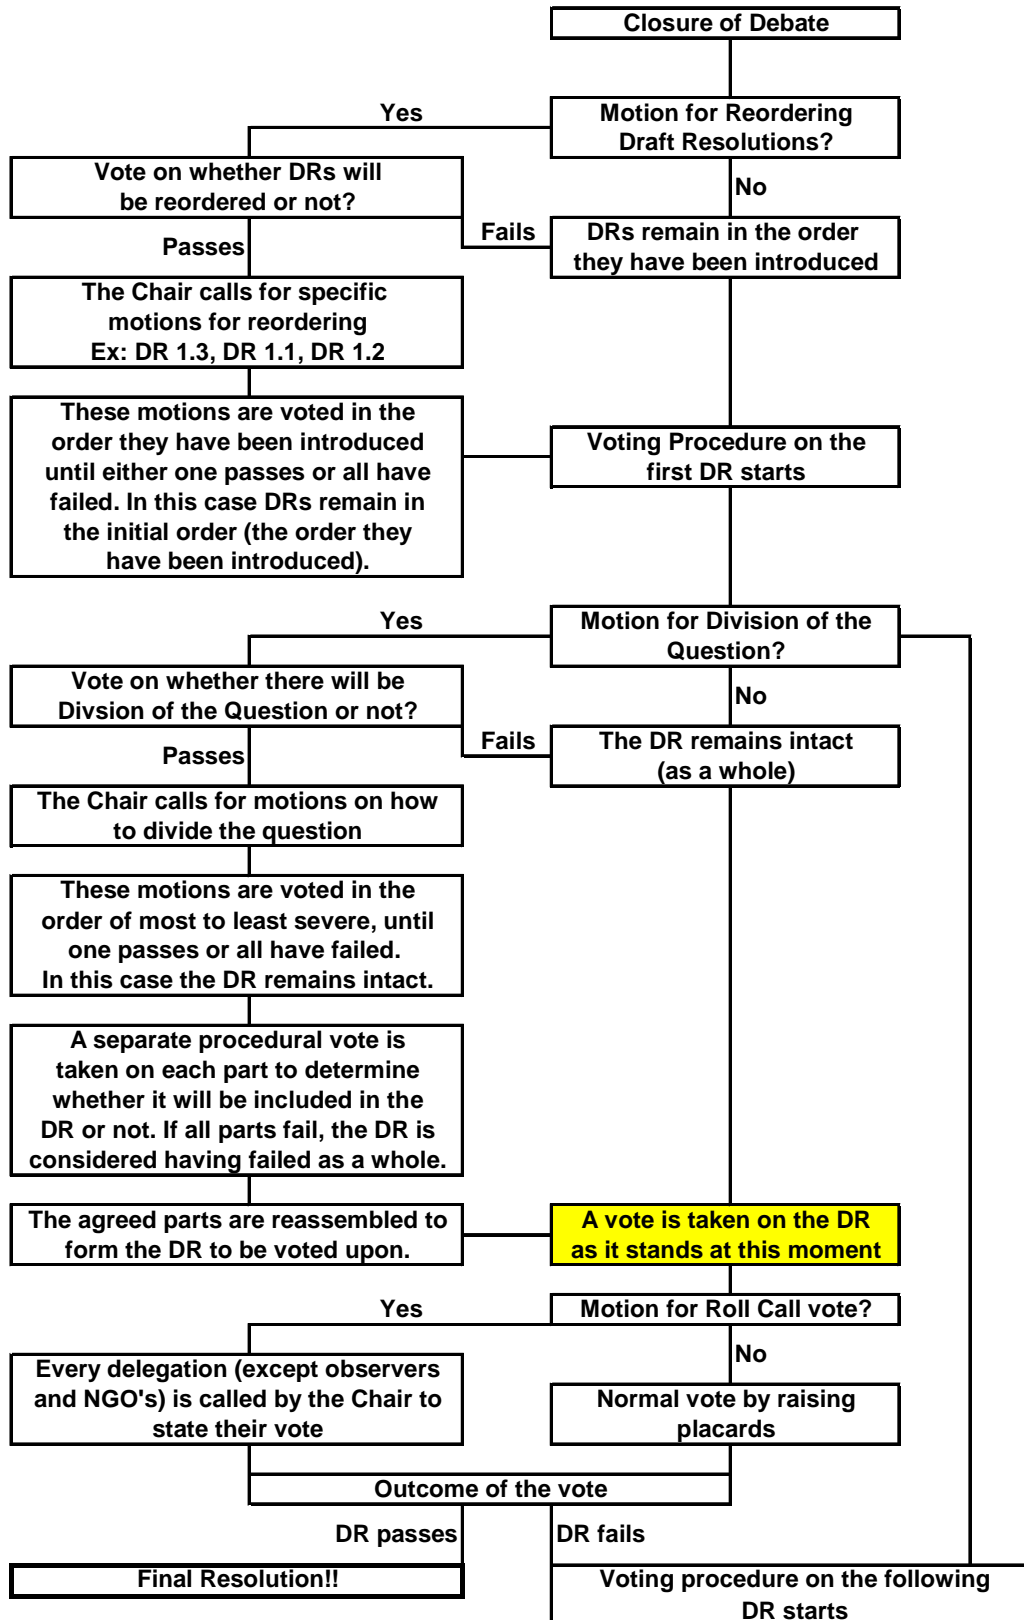 Closure of Debate
Yes
Motion for Reordering
Draft Resolutions?
Vote on whether DRs will
be reordered or not?
No
Passes
Fails
DRs remain in the order
they have been introduced
The Chair calls for specific
motions for reordering
Ex: DR 1.3, DR 1.1, DR 1.2
These motions are voted in the
order they have been introduced
until either one passes or all have
failed. In this case DRs remain in
the initial order (the order they
have been introduced).
Voting Procedure on the
first DR starts
Yes
Motion for Division of the
Question?
Vote on whether there will be
Divsion of the Question or not?
No
Passes
Fails
The DR remains intact
(as a whole)
The Chair calls for motions on how
to divide the question
These motions are voted in the
order of most to least severe, until
one passes or all have failed.
In this case the DR remains intact.
A separate procedural vote is
taken on each part to determine
whether it will be included in the
DR or not. If all parts fail, the DR is
considered having failed as a whole.
The agreed parts are reassembled to
form the DR to be voted upon.
A vote is taken on the DR
as it stands at this moment
Yes
Motion for Roll Call vote?
No
Every delegation (except observers
and NGO's) is called by the Chair to
state their vote
Normal vote by raising
placards
Outcome of the vote
DR passes
DR fails
Final Resolution!!
Voting procedure on the following
DR starts